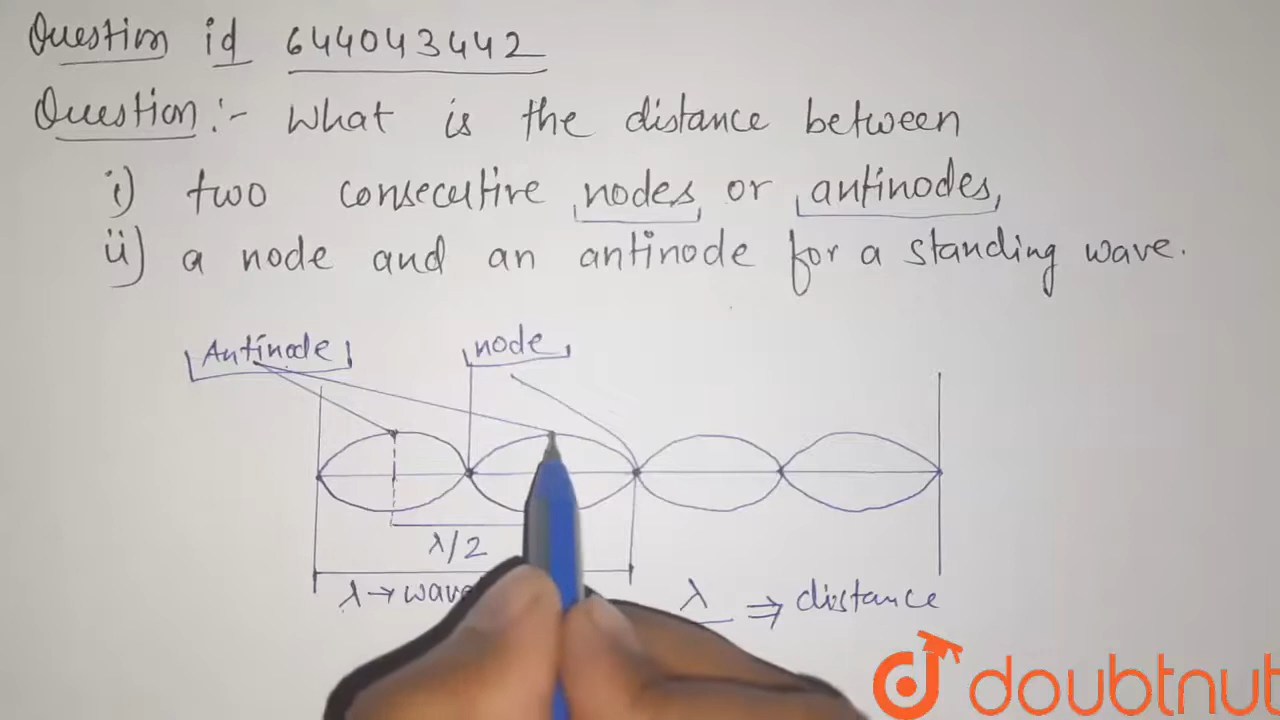 Question id 644043442
Question:- What is the distance between
i) two consecutive nodes or antinodes,
ii) a node and an antinode for a standing wave.
Antinode node
λ/2
λ → wave
λ ⇒ distance
doubtnut